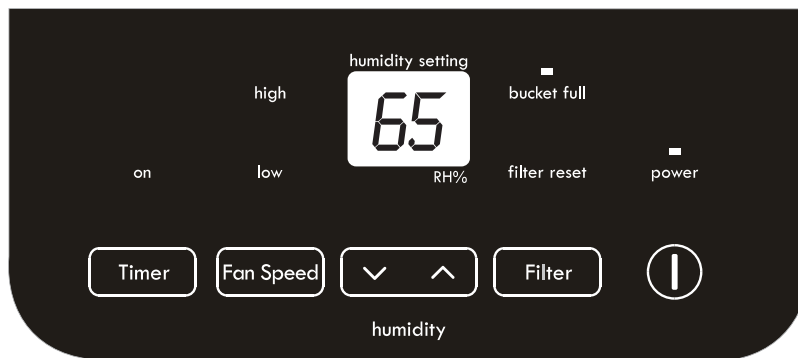 humidity setting
high
65
bucket full
on
low
RH%
filter reset
power
Timer
Fan Speed
Filter
humidity